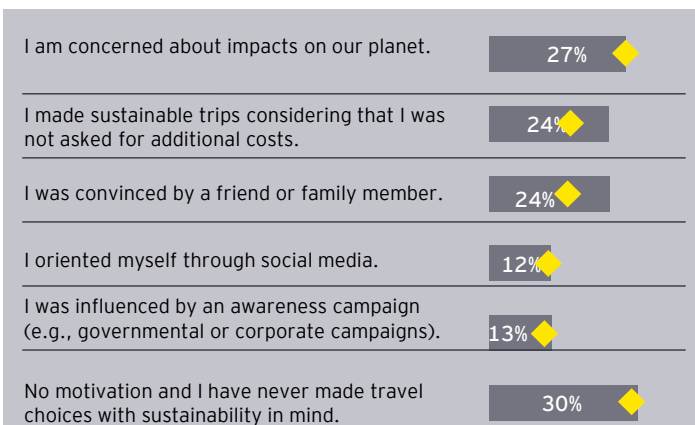 I am concerned about impacts on our planet.
27%
I made sustainable trips considering that I was
not asked for additional costs.
24%
I was convinced by a friend or family member.
24%
I oriented myself through social media.
12%
I was influenced by an awareness campaign
(e.g., governmental or corporate campaigns).
13%
No motivation and I have never made travel
choices with sustainability in mind.
30%